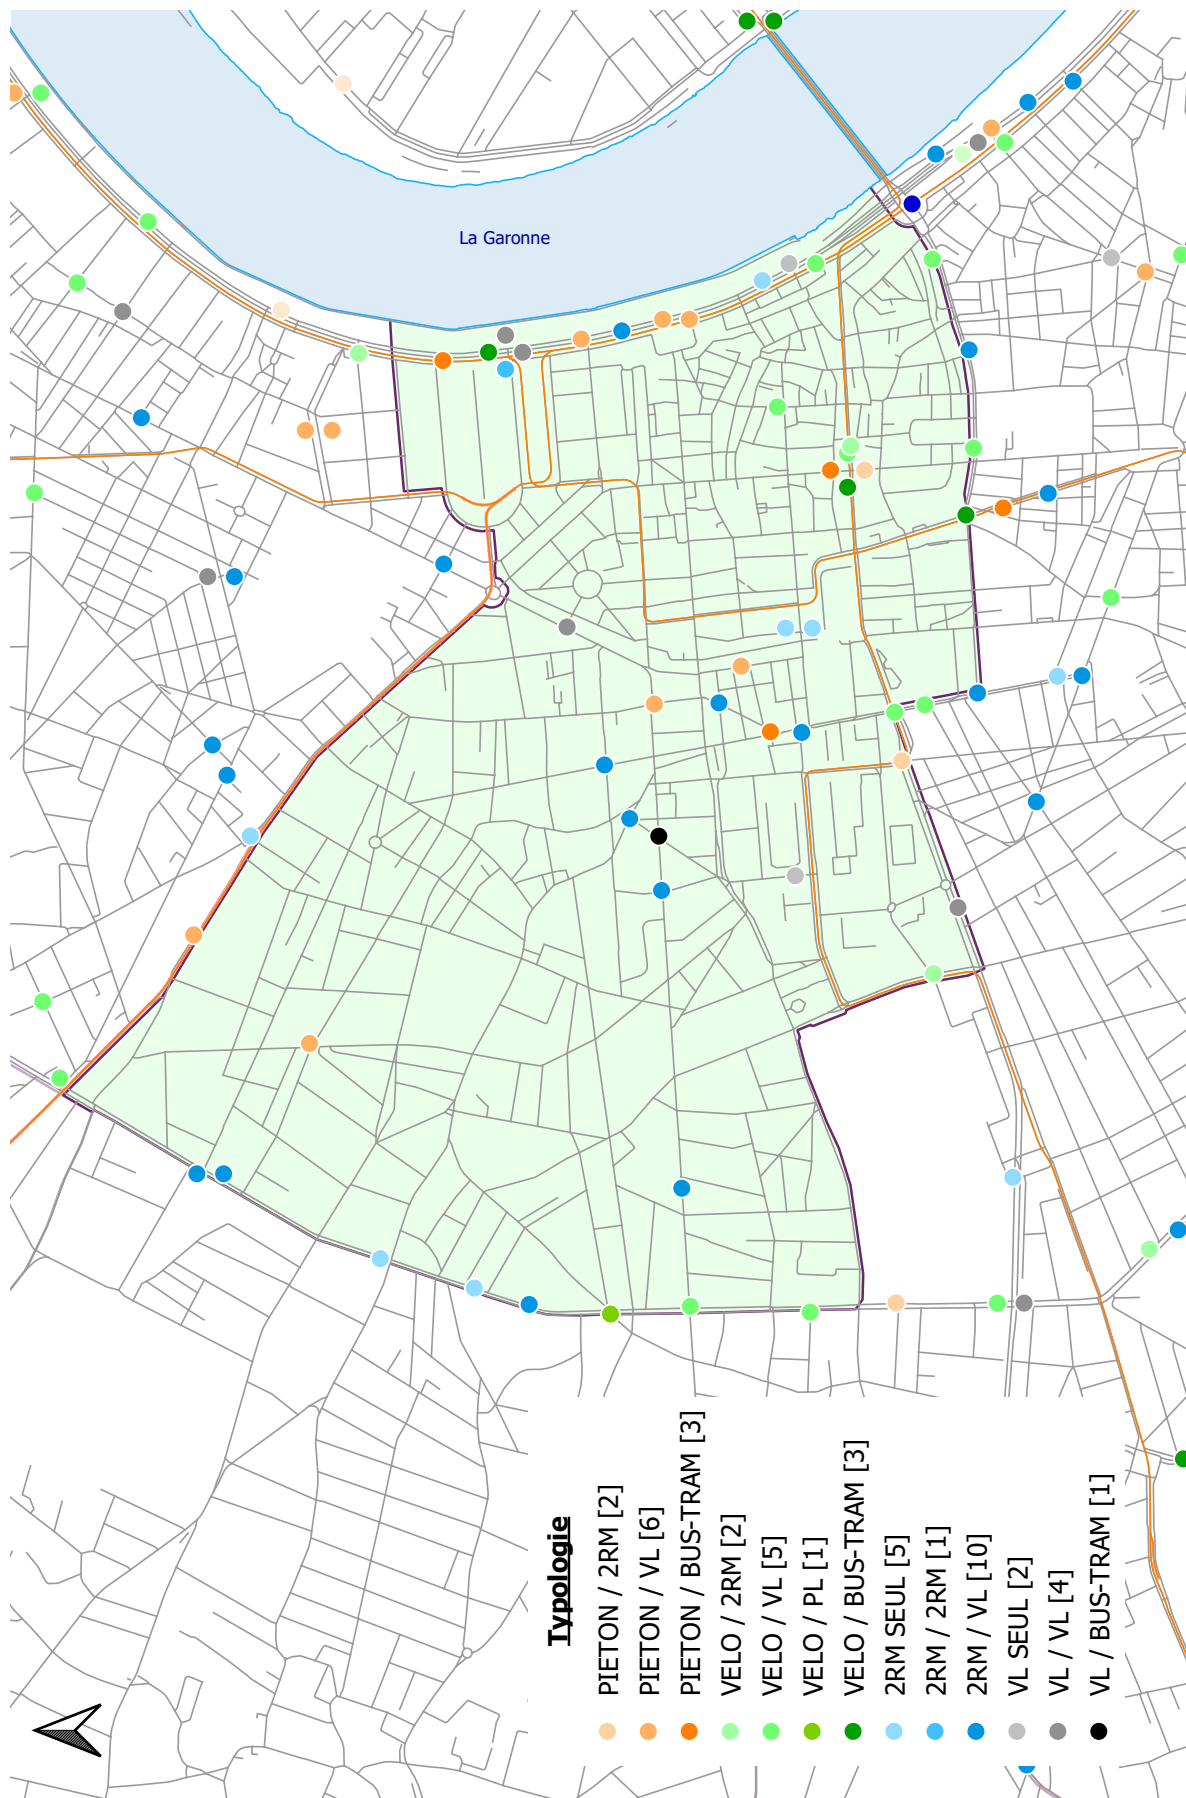 La Garonne
Typologie
PIETON / 2RM [2]
PIETON / VL [6]
PIETON / BUS-TRAM [3]
VELO / 2RM [2]
VELO / VL [5]
VELO / PL [1]
VELO / BUS-TRAM [3]
2RM SEUL [5]
2RM / 2RM [1]
2RM / VL [10]
VL SEUL [2]
VL / VL [4]
VL / BUS-TRAM [1]